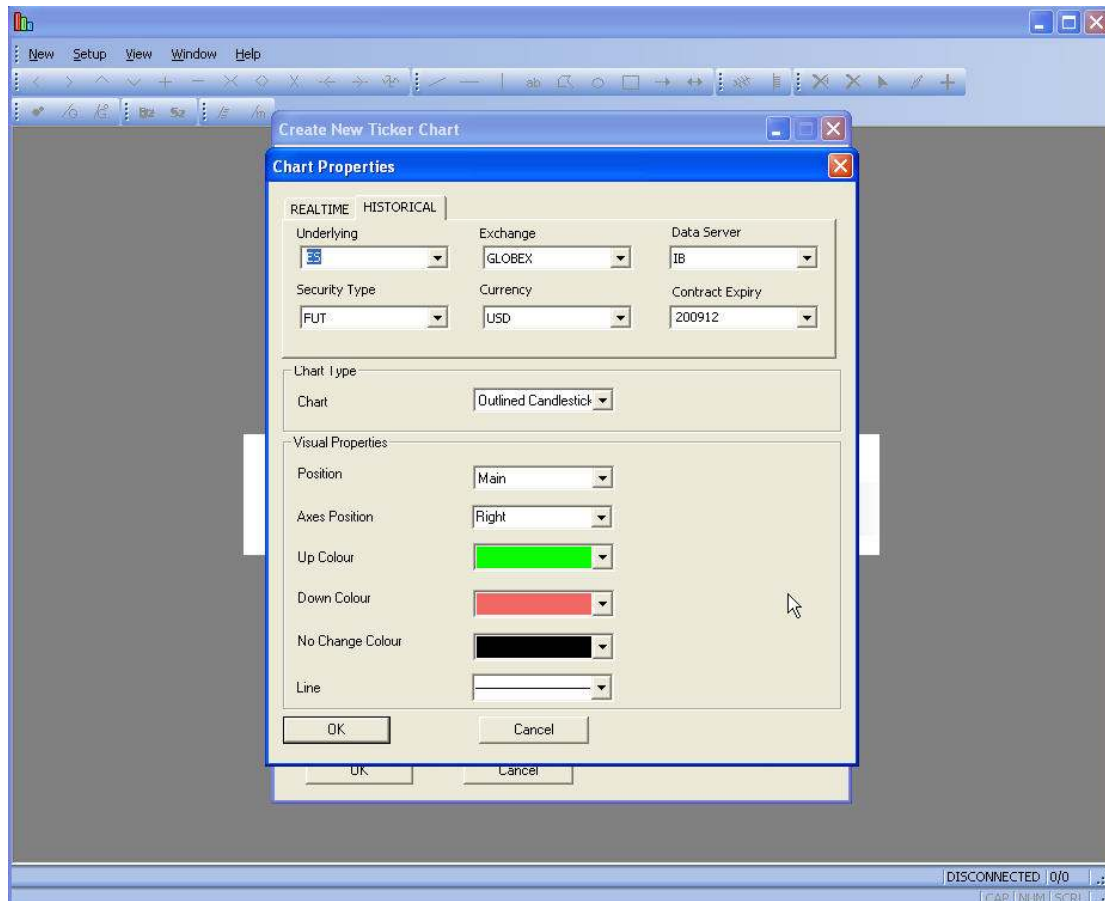 New Setup View Window Help
ab
B2 S2
Create New Ticker Chart
Chart Properties
REALTIME HISTORICAL
Underlying Exchange Data Server
ES GLOBEX IB
Security Type Currency Contract Expiry
FUT USD 200912
Chart Type
Chart Outlined Candlestick
Visual Properties
Position Main
Axes Position Right
Up Colour
Down Colour
No Change Colour
Line
OK Cancel
OK Cancel
DISCONNECTED 0/0
CAP NUM SCRL